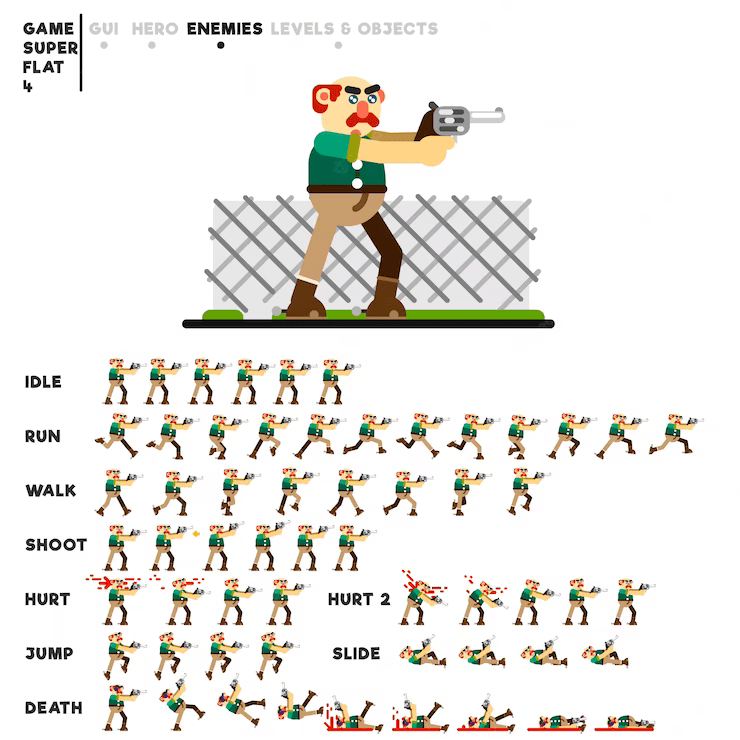 GAME
SUPER
FLAT
4
GUI HERO ENEMIES LEVELS & OBJECTS
IDLE
RUN
WALK
SHOOT
HURT HURT 2
JUMP SLIDE
DEATH